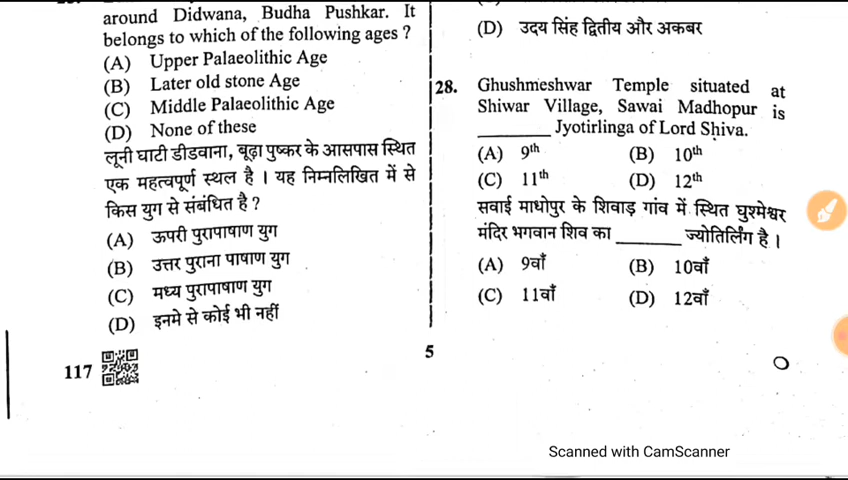 around Didwana, Budha Pushkar. It
belongs to which of the following ages ?
(A) Upper Palaeolithic Age
(B) Later old stone Age
(C) Middle Palaeolithic Age
(D) None of these
लूनी घाटी डीडवाना, बूढ़ा पुष्कर के आसपास स्थित
एक महत्वपूर्ण स्थल है । यह निम्नलिखित में से
किस युग से संबंधित है ?
(A) ऊपरी पुरापाषाण युग
(B) उत्तर पुराना पाषाण युग
(C) मध्य पुरापाषाण युग
(D) इनमे से कोई भी नहीं
(D) उदय सिंह द्वितीय और अकबर
28. Ghushmeshwar Temple situated at
Shiwar Village, Sawai Madhopur is
________ Jyotirlinga of Lord Shiva.
(A) 9th (B) 10th
(C) 11th (D) 12th
सवाई माधोपुर के शिवाड़ गांव में स्थित घुश्मेश्वर
मंदिर भगवान शिव का ________ ज्योतिर्लिंग है ।
(A) 9वाँ (B) 10वाँ
(C) 11वाँ (D) 12वाँ
117
5
O
Scanned with CamScanner